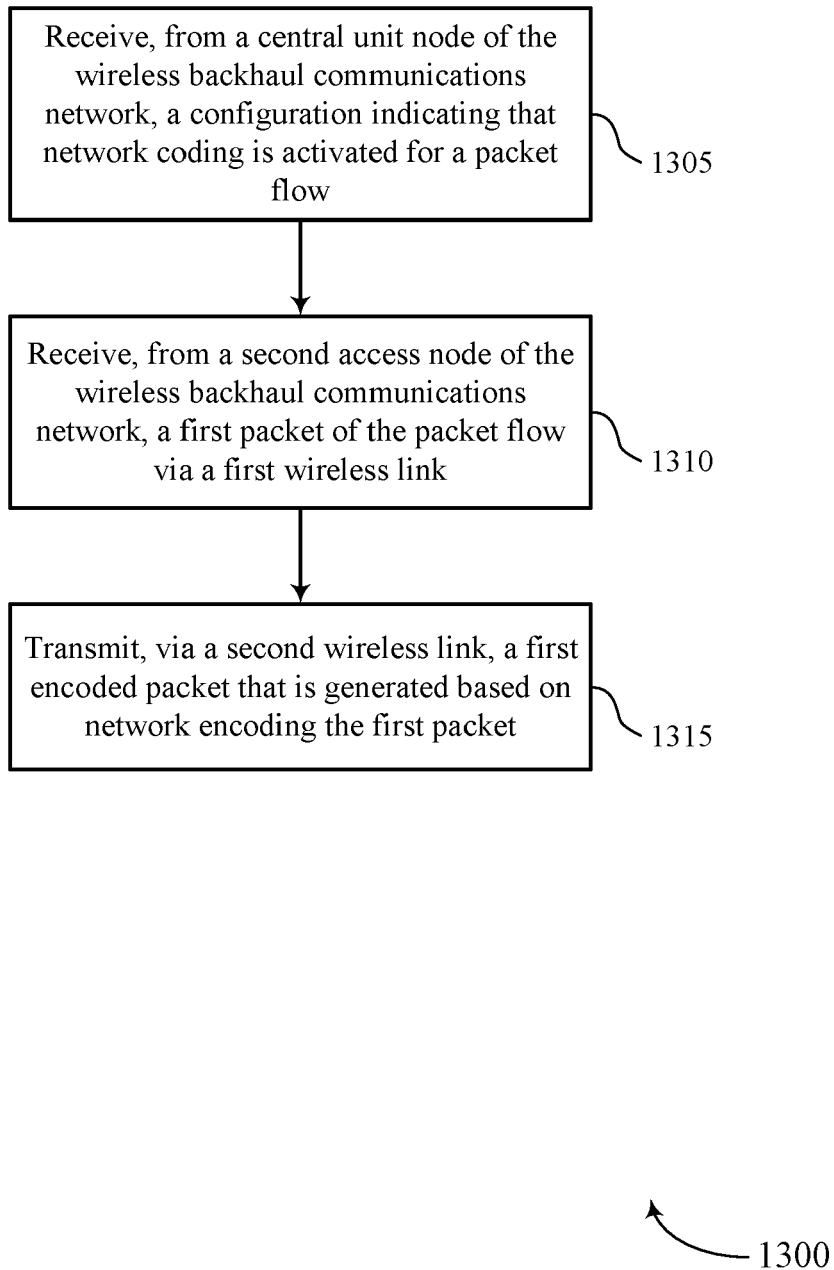 Receive, from a central unit node of the
wireless backhaul communications
network, a configuration indicating that
network coding is activated for a packet
flow
1305
Receive, from a second access node of the
wireless backhaul communications
network, a first packet of the packet flow
via a first wireless link
1310
Transmit, via a second wireless link, a first
encoded packet that is generated based on
network encoding the first packet
1315
1300